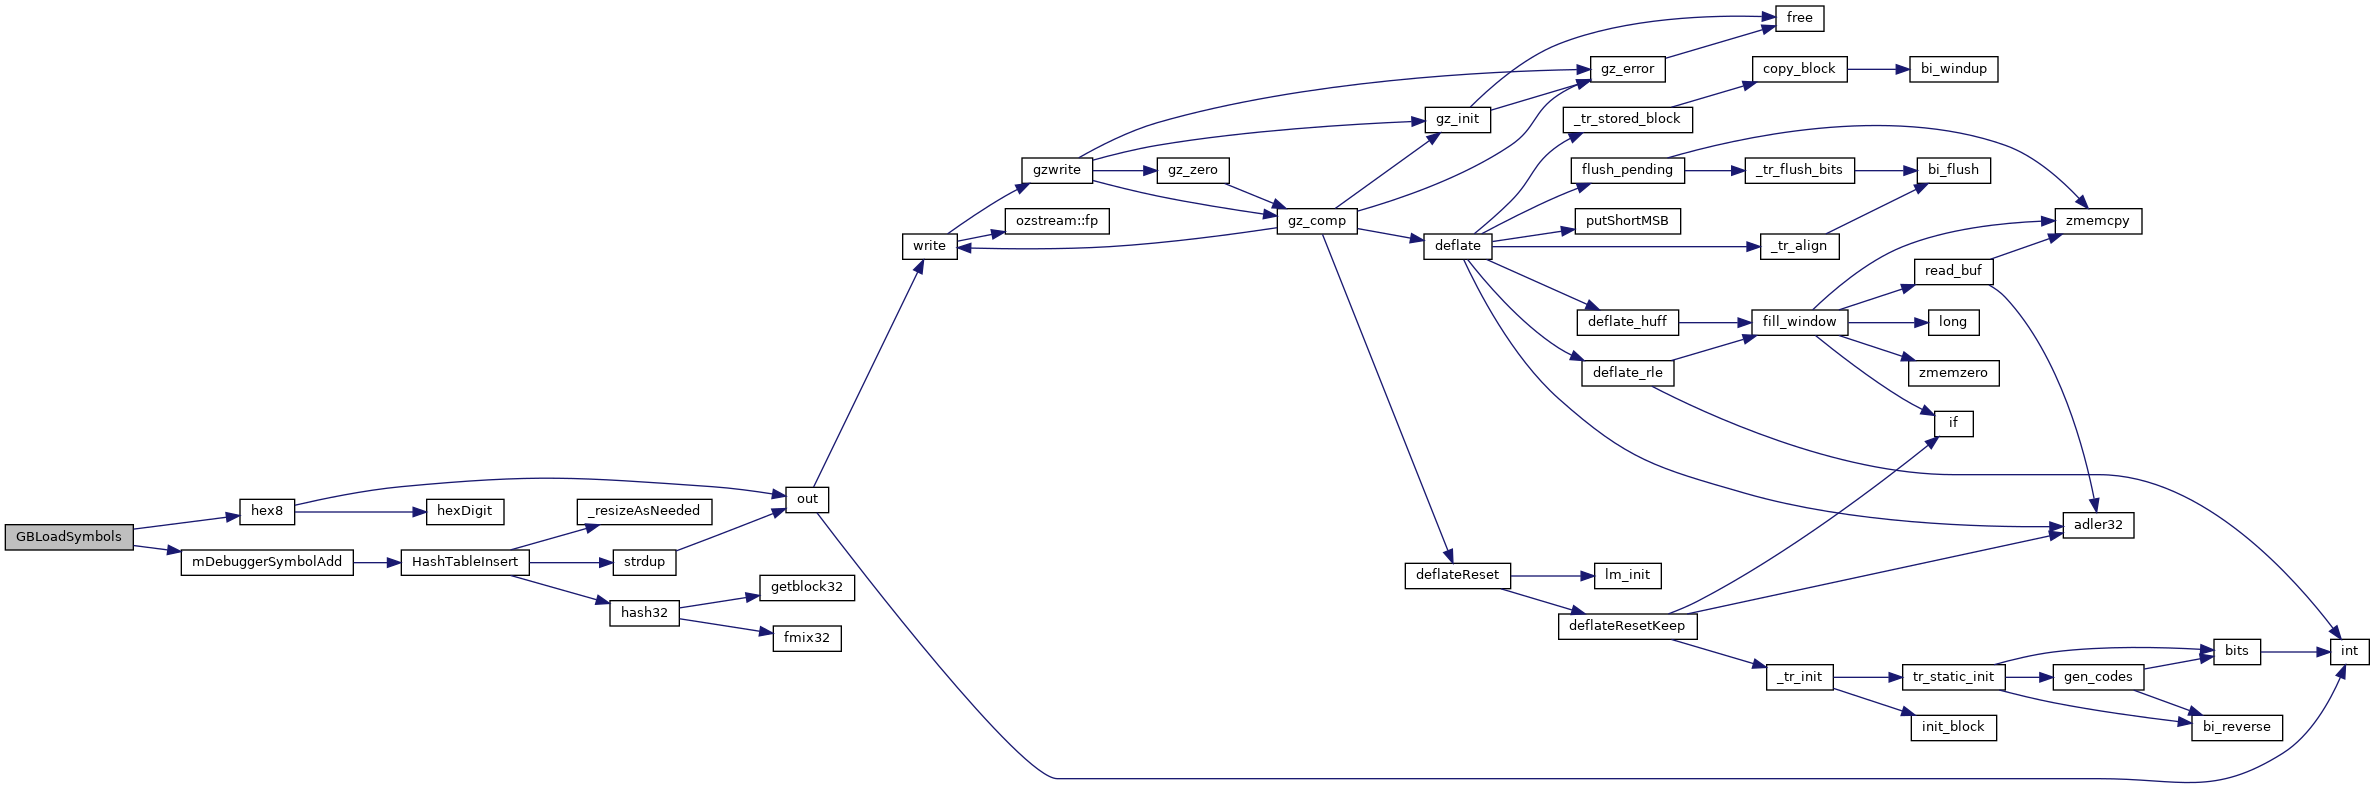 free
gz_error
copy_block
bi_windup
gz_init
_tr_stored_block
gzwrite
gz_zero
flush_pending
_tr_flush_bits
bi_flush
ozstream::fp
gz_comp
putShortMSB
zmemcpy
write
deflate
_tr_align
read_buf
deflate_huff
fill_window
long
deflate_rle
zmemzero
if
out
hex8
hexDigit
_resizeAsNeeded
adler32
GBLoadSymbols
mDebuggerSymbolAdd
HashTableInsert
strdup
deflateReset
lm_init
getblock32
hash32
deflateResetKeep
fmix32
bits
int
_tr_init
tr_static_init
gen_codes
init_block
bi_reverse